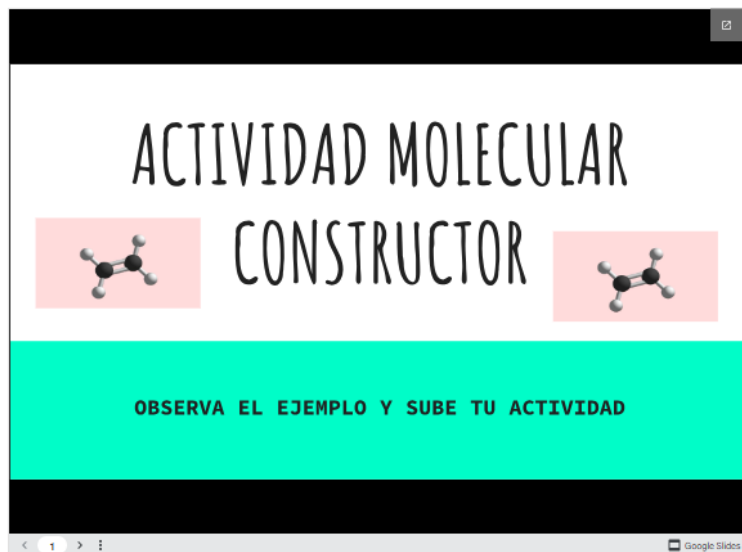 ACTIVIDAD MOLECULAR
CONSTRUCTOR
OBSERVA EL EJEMPLO Y SUBE TU ACTIVIDAD
1
Google Slides